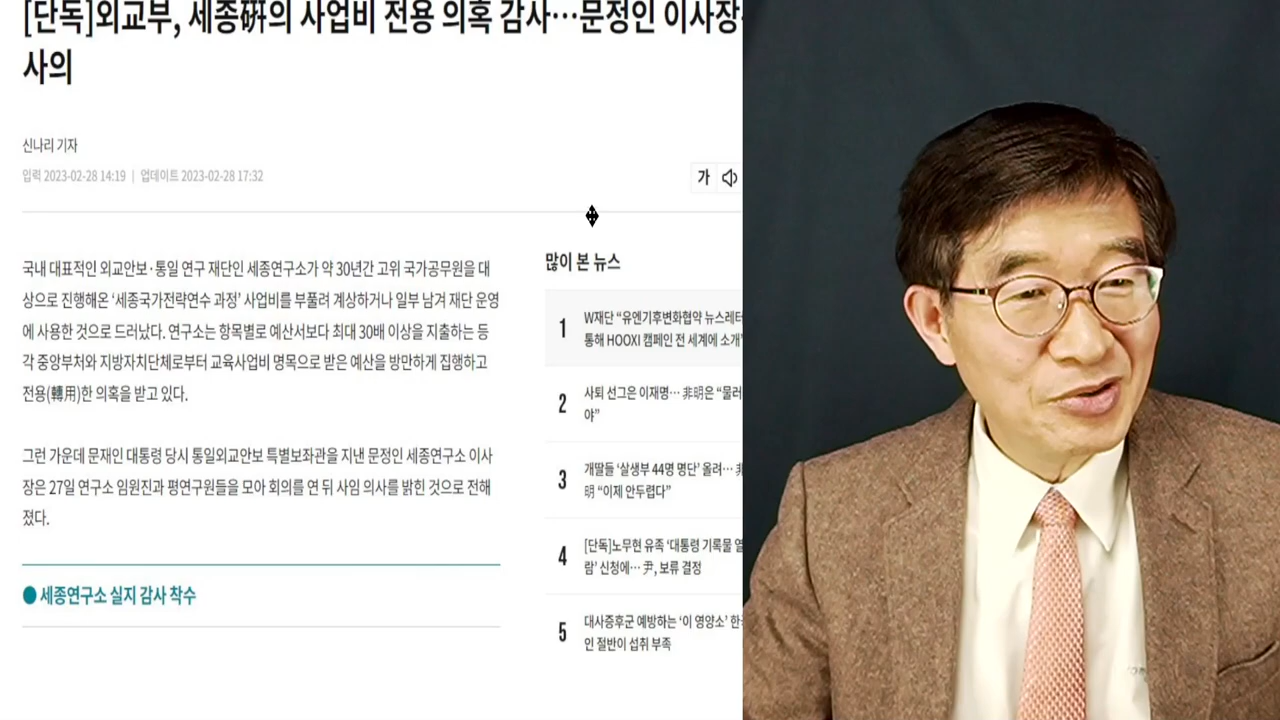 [단독]외교부, 세종硏의 사업비 전용 의혹 감사…문정인 이사장
사의
신나리 기자
입력 2023-02-28 14:19 | 업데이트 2023-02-28 17:32
가
국내 대표적인 외교안보·통일 연구 재단인 세종연구소가 약 30년간 고위 국가공무원을 대
상으로 진행해온 ‘세종국가전략연수 과정’ 사업비를 부풀려 계상하거나 일부 남겨 재단 운영
에 사용한 것으로 드러났다. 연구소는 항목별로 예산서보다 최대 30배 이상을 지출하는 등
각 중앙부처와 지방자치단체로부터 교육사업비 명목으로 받은 예산을 방만하게 집행하고
전용(轉用)한 의혹을 받고 있다.
그런 가운데 문재인 대통령 당시 통일외교안보 특별보좌관을 지낸 문정인 세종연구소 이사
장은 27일 연구소 임원진과 평연구원들을 모아 회의를 연 뒤 사임 의사를 밝힌 것으로 전해
졌다.
● 세종연구소 실지 감사 착수
많이 본 뉴스
1
W재단 “유엔기후변화협약 뉴스레터
통해 HOOXI 캠페인 전 세계에 소개”
2
사퇴 선그은 이재명… 非明은 “물러
야”
3
개딸들 ‘살생부 44명 명단’ 올려… 非
明 “이제 안두렵다”
4
[단독]노무현 유족 ‘대통령 기록물 열
람’ 신청에… 尹, 보류 결정
5
대사증후군 예방하는 ‘이 영양소’ 한
인 절반이 섭취 부족